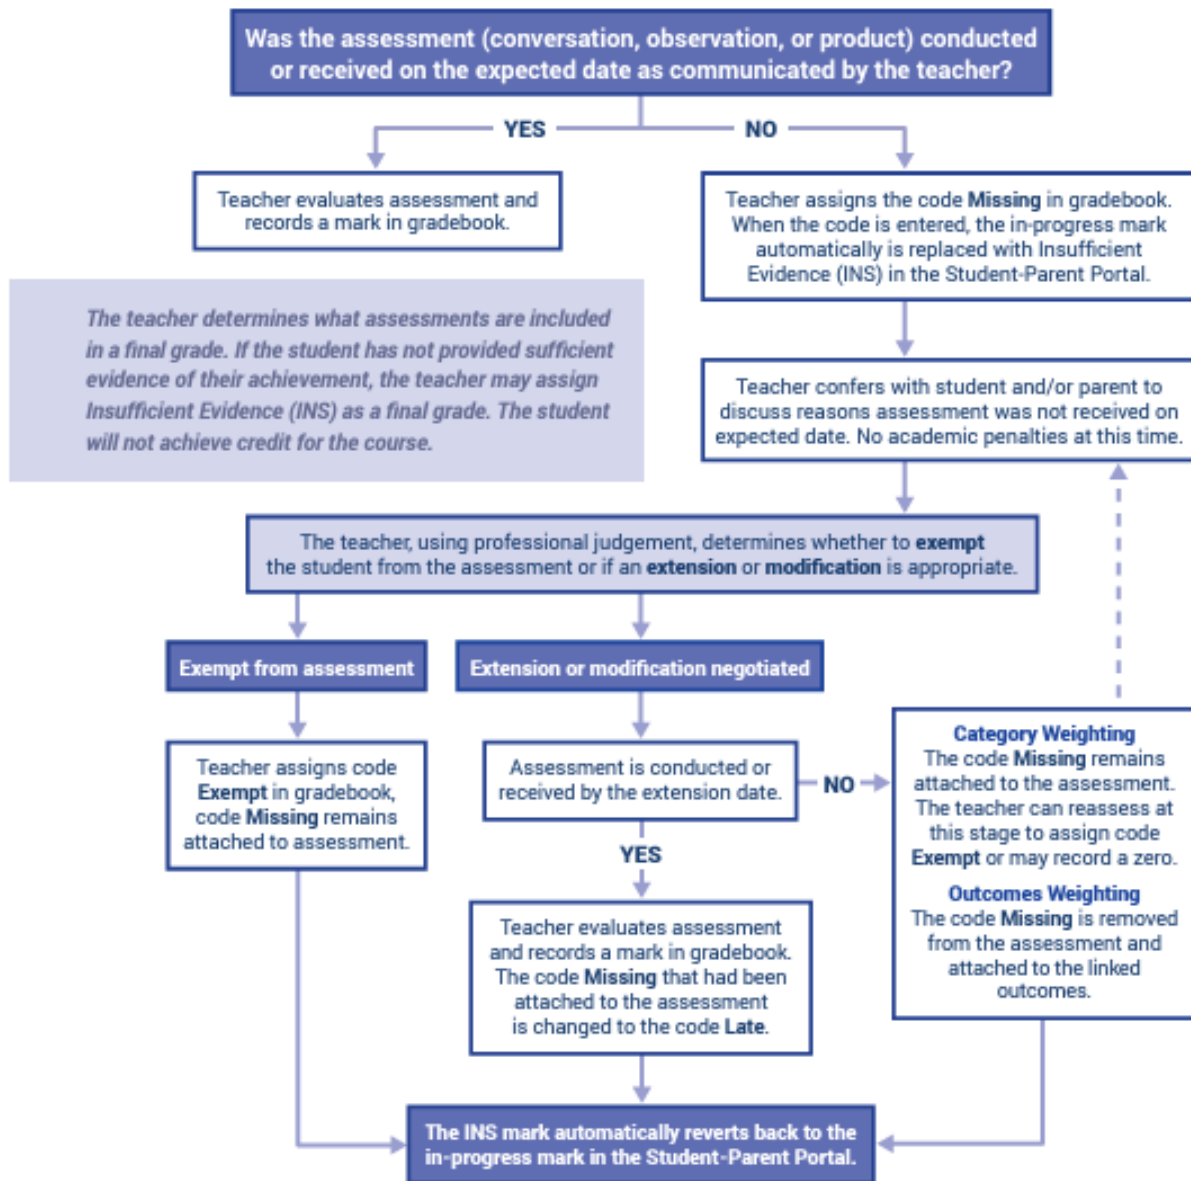 Was the assessment (conversation, observation, or product) conducted
or received on the expected date as communicated by the teacher?
YES
NO
Teacher evaluates assessment and
records a mark in gradebook.
Teacher assigns the code Missing in gradebook.
When the code is entered, the in-progress mark
automatically is replaced with Insufficient
Evidence (INS) in the Student-Parent Portal.
The teacher determines what assessments are included
in a final grade. If the student has not provided sufficient
evidence of their achievement, the teacher may assign
Insufficient Evidence (INS) as a final grade. The student
will not achieve credit for the course.
Teacher confers with student and/or parent to
discuss reasons assessment was not received on
expected date. No academic penalties at this time.
The teacher, using professional judgement, determines whether to exempt
the student from the assessment or if an extension or modification is appropriate.
Exempt from assessment
Extension or modification negotiated
Teacher assigns code
Exempt in gradebook,
code Missing remains
attached to assessment.
Assessment is conducted or
received by the extension date.
NO
YES
Category Weighting
The code Missing remains
attached to the assessment.
The teacher can reassess at
this stage to assign code
Exempt or may record a zero.
Outcomes Weighting
The code Missing is removed
from the assessment and
attached to the linked
outcomes.
Teacher evaluates assessment
and records a mark in gradebook.
The code Missing that had been
attached to the assessment
is changed to the code Late.
The INS mark automatically reverts back to the
in-progress mark in the Student-Parent Portal.